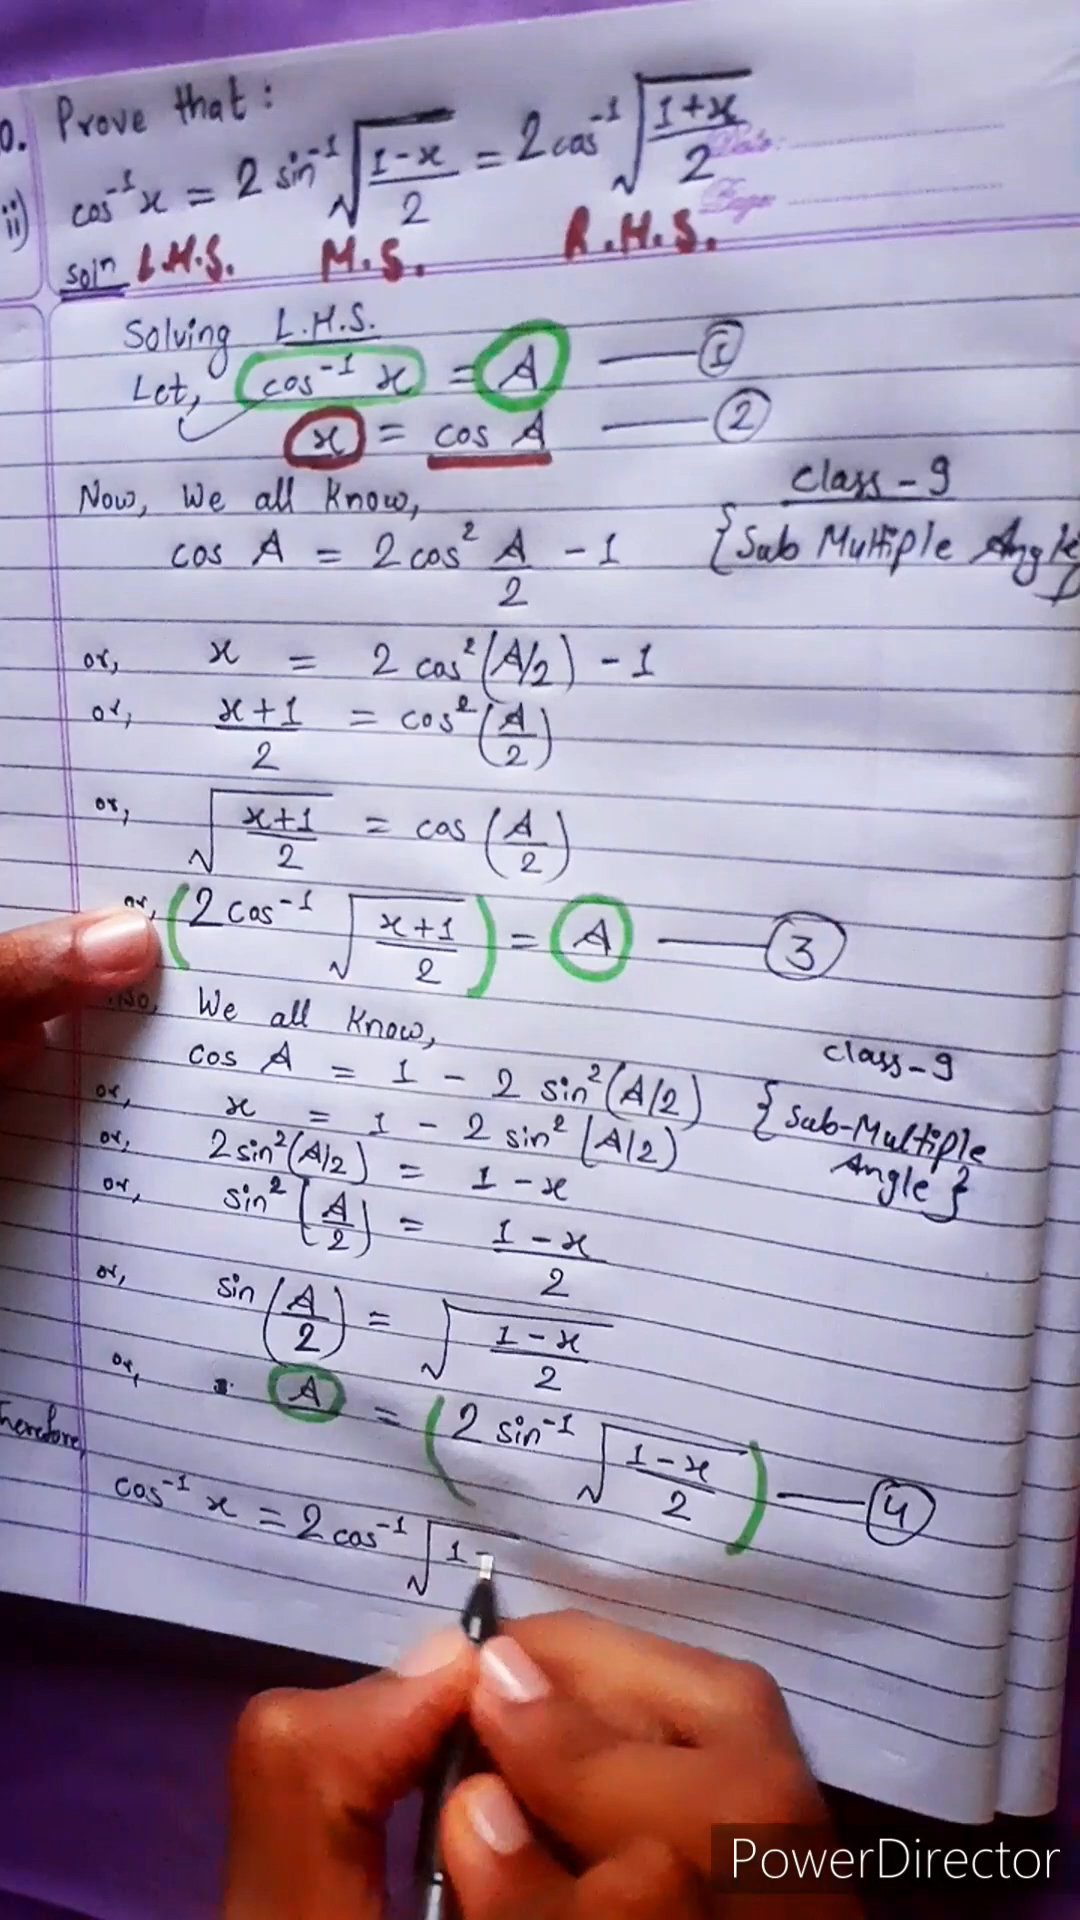 0. Prove that:
ii) cos⁻¹x = 2 sin⁻¹√((1-x)/2) = 2 cos⁻¹√((1+x)/2)
Soln L.H.S. M.S. R.H.S.
Solving L.H.S.
Let, cos⁻¹ x = A —— ①
x = cos A —— ②
Now, We all Know, class-9
cos A = 2cos² A/2 - 1 {Sub Multiple Angle}
or, x = 2 cos²(A/2) - 1
or, (x+1)/2 = cos²(A/2)
or, √((x+1)/2) = cos (A/2)
or, (2 cos⁻¹ √((x+1)/2)) = A —— ③
We all Know,
cos A = 1 - 2 sin²(A/2) class-9
or, x = 1 - 2 sin²(A/2) {Sub-Multiple
or, 2 sin²(A/2) = 1-x Angle}
or, sin² (A/2) = (1-x)/2
or, sin (A/2) = √((1-x)/2)
or, A = (2 sin⁻¹ √((1-x)/2)) —— ④
Therefore,
cos⁻¹ x = 2 cos⁻¹ √(1 -
PowerDirector